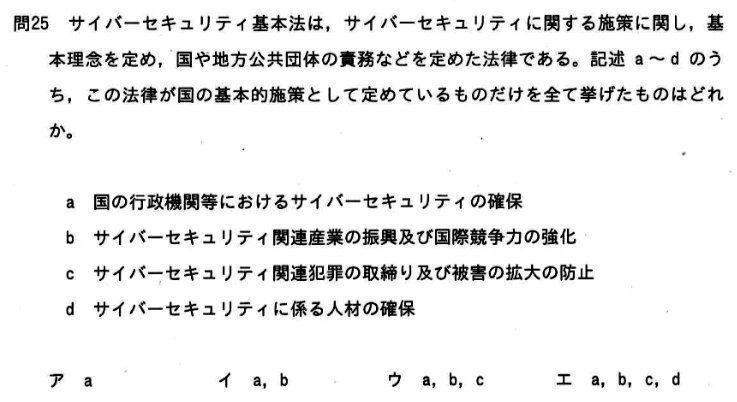 問25 サイバーセキュリティ基本法は，サイバーセキュリティに関する施策に関し，基
本理念を定め，国や地方公共団体の責務などを定めた法律である。記述 a～d のう
ち，この法律が国の基本的施策として定めているものだけを全て挙げたものはどれ
か。
a 国の行政機関等におけるサイバーセキュリティの確保
b サイバーセキュリティ関連産業の振興及び国際競争力の強化
c サイバーセキュリティ関連犯罪の取締り及び被害の拡大の防止
d サイバーセキュリティに係る人材の確保
ア a イ a, b ウ a, b, c エ a, b, c, d